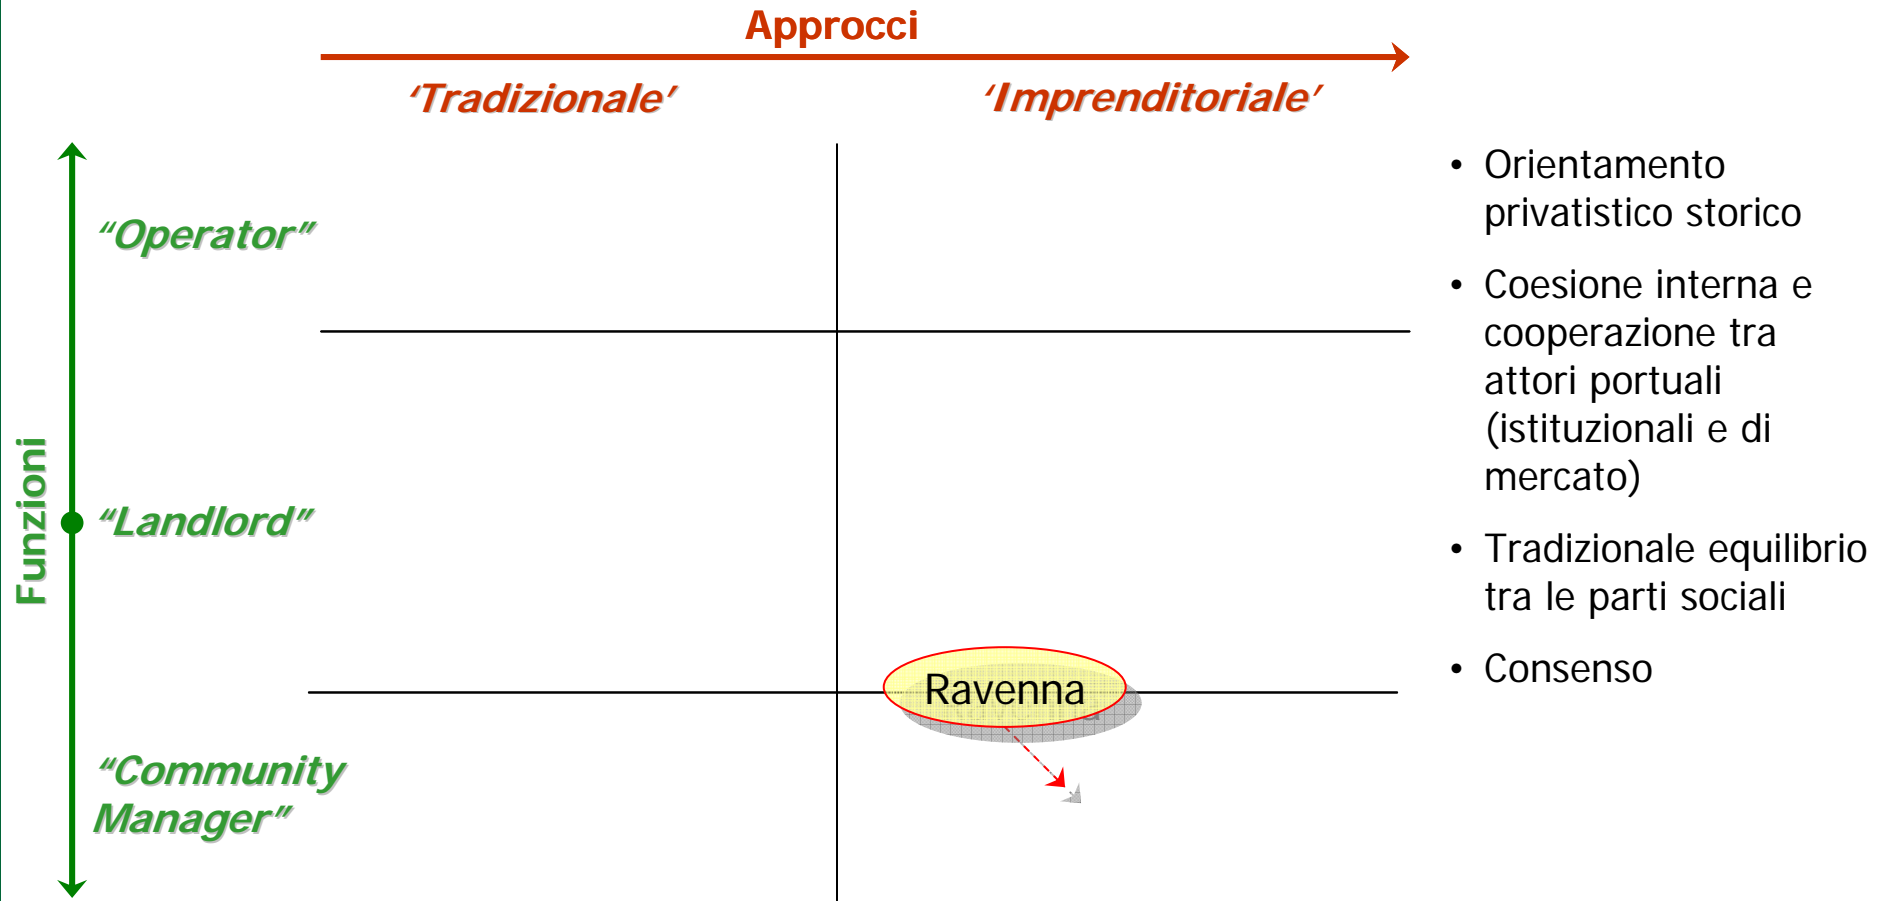 Approcci
‘Tradizionale’
‘Imprenditoriale’
“Operator”
Funzioni
“Landlord”
“Community
Manager”
Ravenna
• Orientamento
privatistico storico
• Coesione interna e
cooperazione tra
attori portuali
(istituzionali e di
mercato)
• Tradizionale equilibrio
tra le parti sociali
• Consenso